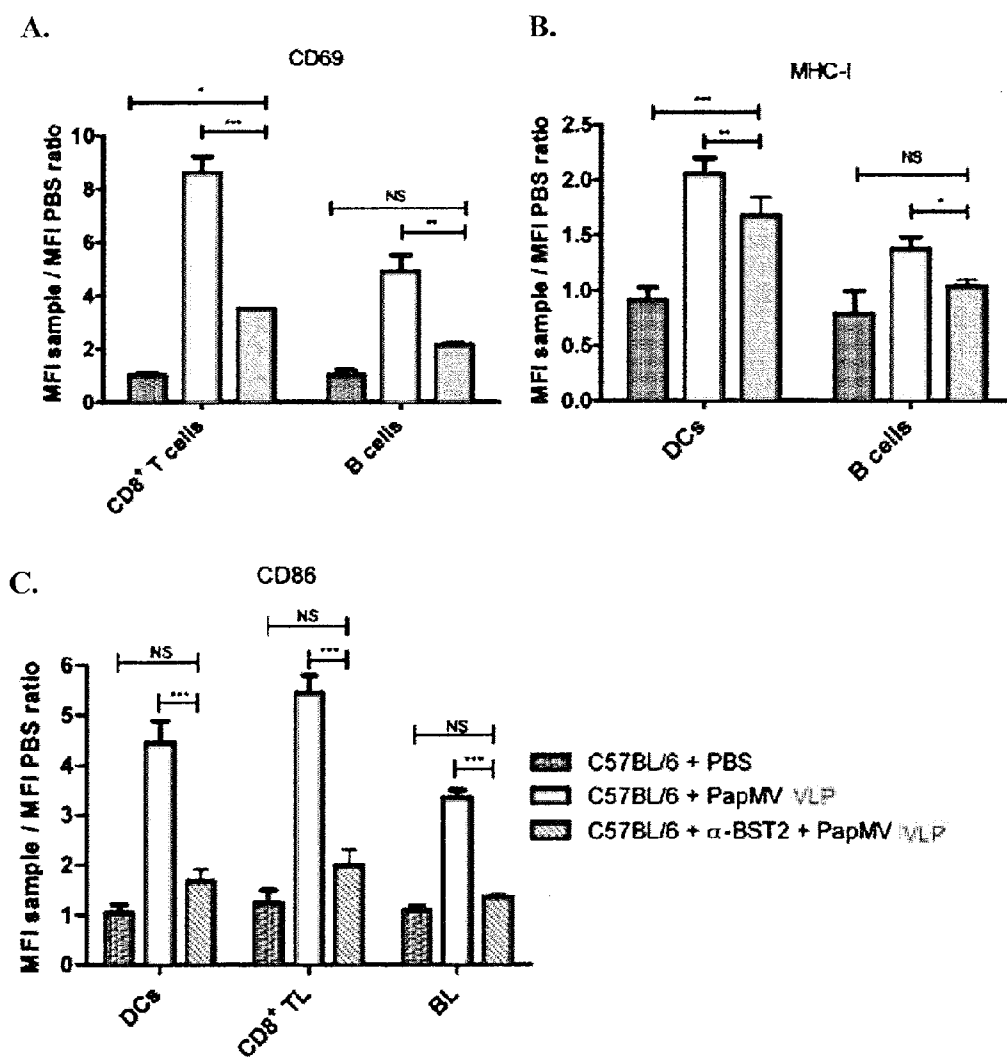 A.
CD69
*
***
NS
**
MFI sample / MFI PBS ratio
10
8
6
4
2
0
CD8+ T cells
B cells
B.
MHC-I
***
**
NS
*
MFI sample / MFI PBS ratio
2.5
2.0
1.5
1.0
0.5
0.0
DCs
B cells
C.
CD86
NS
***
NS
***
NS
***
MFI sample / MFI PBS ratio
6
5
4
3
2
1
0
DCs
CD8+ TL
BL
C57BL/6 + PBS
C57BL/6 + PapMV VLP
C57BL/6 + α-BST2 + PapMV VLP